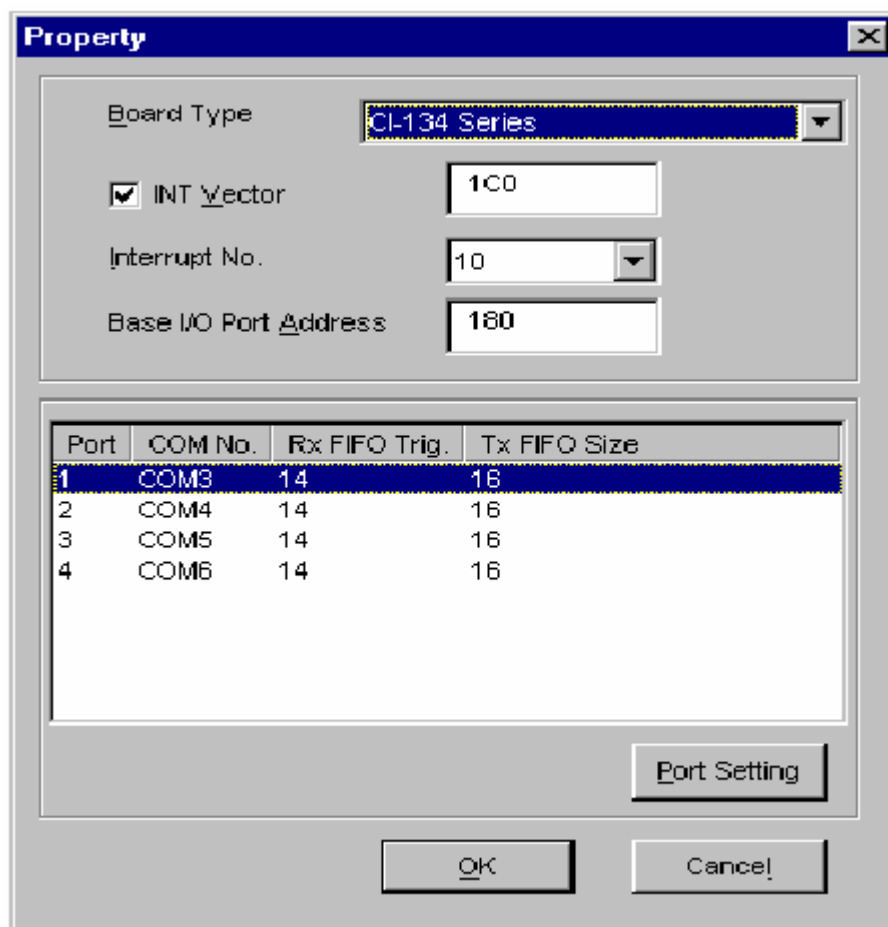 Property
Board Type CI-134 Series
INT Vector 1C0
Interrupt No. 10
Base I/O Port Address 180
Port COM No. Rx FIFO Trig. Tx FIFO Size
1 COM3 14 16
2 COM4 14 16
3 COM5 14 16
4 COM6 14 16
Port Setting
OK Cancel